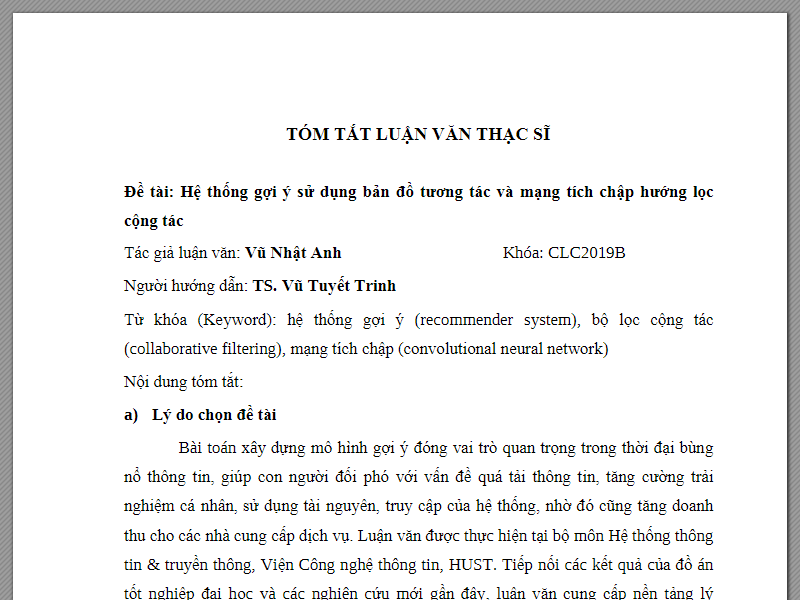 TÓM TẮT LUẬN VĂN THẠC SĨ
Đề tài: Hệ thống gợi ý sử dụng bản đồ tương tác và mạng tích chập hướng lọc
cộng tác
Tác giả luận văn: Vũ Nhật Anh Khóa: CLC2019B
Người hướng dẫn: TS. Vũ Tuyết Trinh
Từ khóa (Keyword): hệ thống gợi ý (recommender system), bộ lọc cộng tác
(collaborative filtering), mạng tích chập (convolutional neural network)
Nội dung tóm tắt:
a) Lý do chọn đề tài
Bài toán xây dựng mô hình gợi ý đóng vai trò quan trọng trong thời đại bùng
nổ thông tin, giúp con người đối phó với vấn đề quá tải thông tin, tăng cường trải
nghiệm cá nhân, sử dụng tài nguyên, truy cập của hệ thống, nhờ đó cũng tăng doanh
thu cho các nhà cung cấp dịch vụ. Luận văn được thực hiện tại bộ môn Hệ thống thông
tin & truyền thông, Viện Công nghệ thông tin, HUST. Tiếp nối các kết quả của đồ án
tốt nghiệp đại học và các nghiên cứu mới gần đây, luận văn cung cấp nền tảng lý